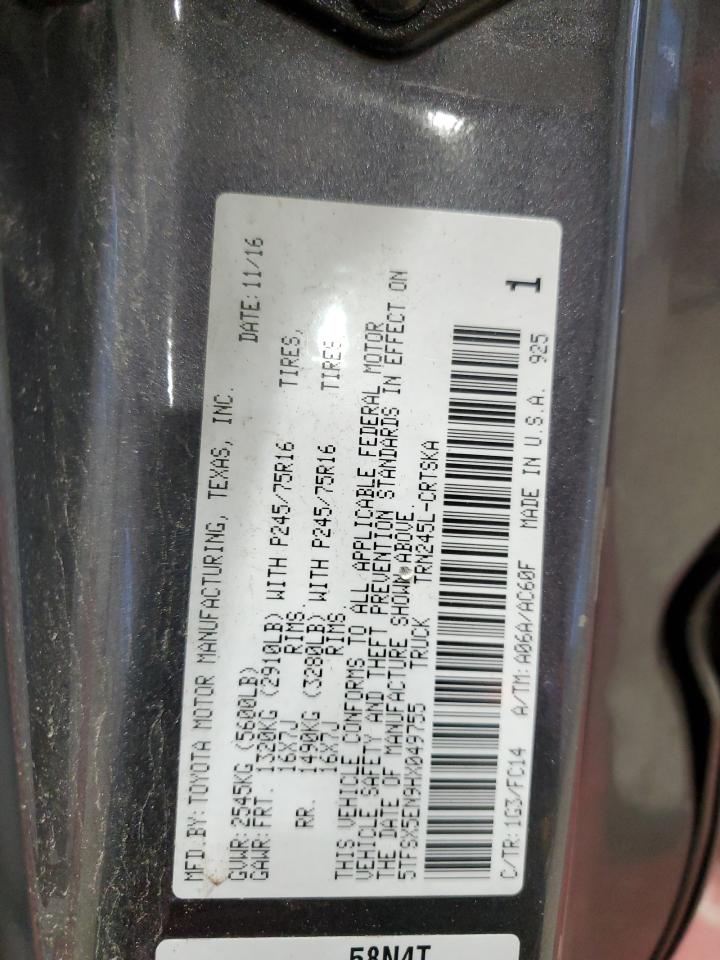 MFD.BY: TOYOTA MOTOR MANUFACTURING, TEXAS, INC. DATE: 11/16
GVWR: 2545KG (5600LB)
GAWR: FRT. 1320KG (2910LB) WITH P245/75R16 TIRES,
16X7J RIMS.
RR. 1490KG (3280LB) WITH P245/75R16 TIRES
16X7J RIMS.
THIS VEHICLE CONFORMS TO ALL APPLICABLE FEDERAL MOTOR
VEHICLE SAFETY AND THEFT PREVENTION STANDARDS IN EFFECT ON
THE DATE OF MANUFACTURE SHOWN ABOVE.
5TFSX5EN9HX049755 TRUCK TRN245L-CRTSKA
1
C/TR: 1G3/FC14 A/TM: A06A/AC60F MADE IN U.S.A. 925
58N4T